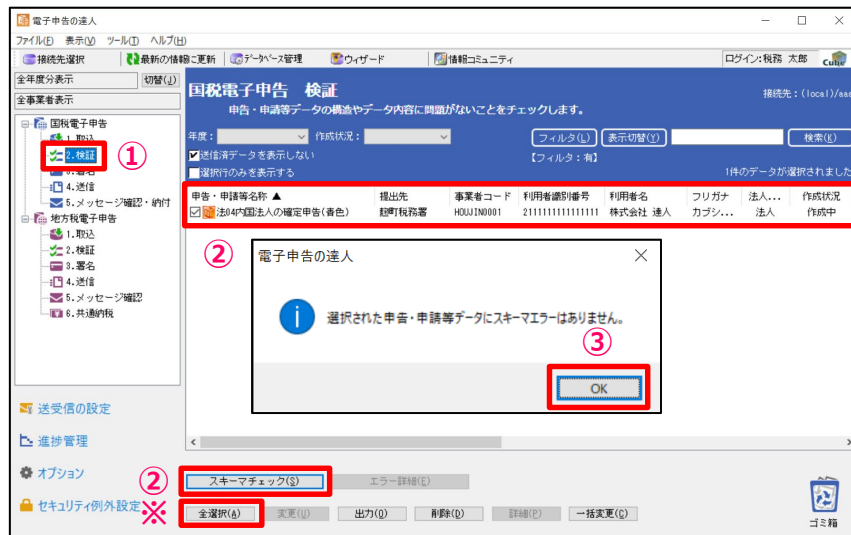 電子申告の達人
ファイル(F) 表示(V) ツール(T) ヘルプ(H)
接続先選択 最新の情報に更新 データベース管理 ウィザード 情報コミュニティ ログイン:税務 太郎 Cube
全年度分表示 切替(J)
全事業者表示
国税電子申告
1.取込
2.検証
①
3.署名
4.送信
5.メッセージ確認・納付
地方税電子申告
1.取込
2.検証
3.署名
4.送信
5.メッセージ確認
6.共通納税
送受信の設定
進捗管理
オプション
セキュリティ例外設定
国税電子申告 検証
接続先:(local)/aad
申告・申請等データの構造やデータ内容に問題がないことをチェックします。
年度: 作成状況: フィルタ(L) 表示切替(Y) 検索(K)
送信済データを表示しない 【フィルタ:有】
選択行のみを表示する 1件のデータが選択されました
申告・申請等名称 ▲ 提出先 事業者コード 利用者識別番号 利用者名 フリガナ 法人... 作成状況
法04内国法人の確定申告(青色) 麹町税務署 HOUJIN0001 2111111111111111 株式会社 達人 カブシ... 法人 作成中
②
電子申告の達人
選択された申告・申請等データにスキーマエラーはありません。
③
OK
②
スキーマチェック(S) エラー詳細(E)
※
全選択(A) 変更(U) 出力(O) 削除(D) 詳細(P) 一括変更(C)
ゴミ箱